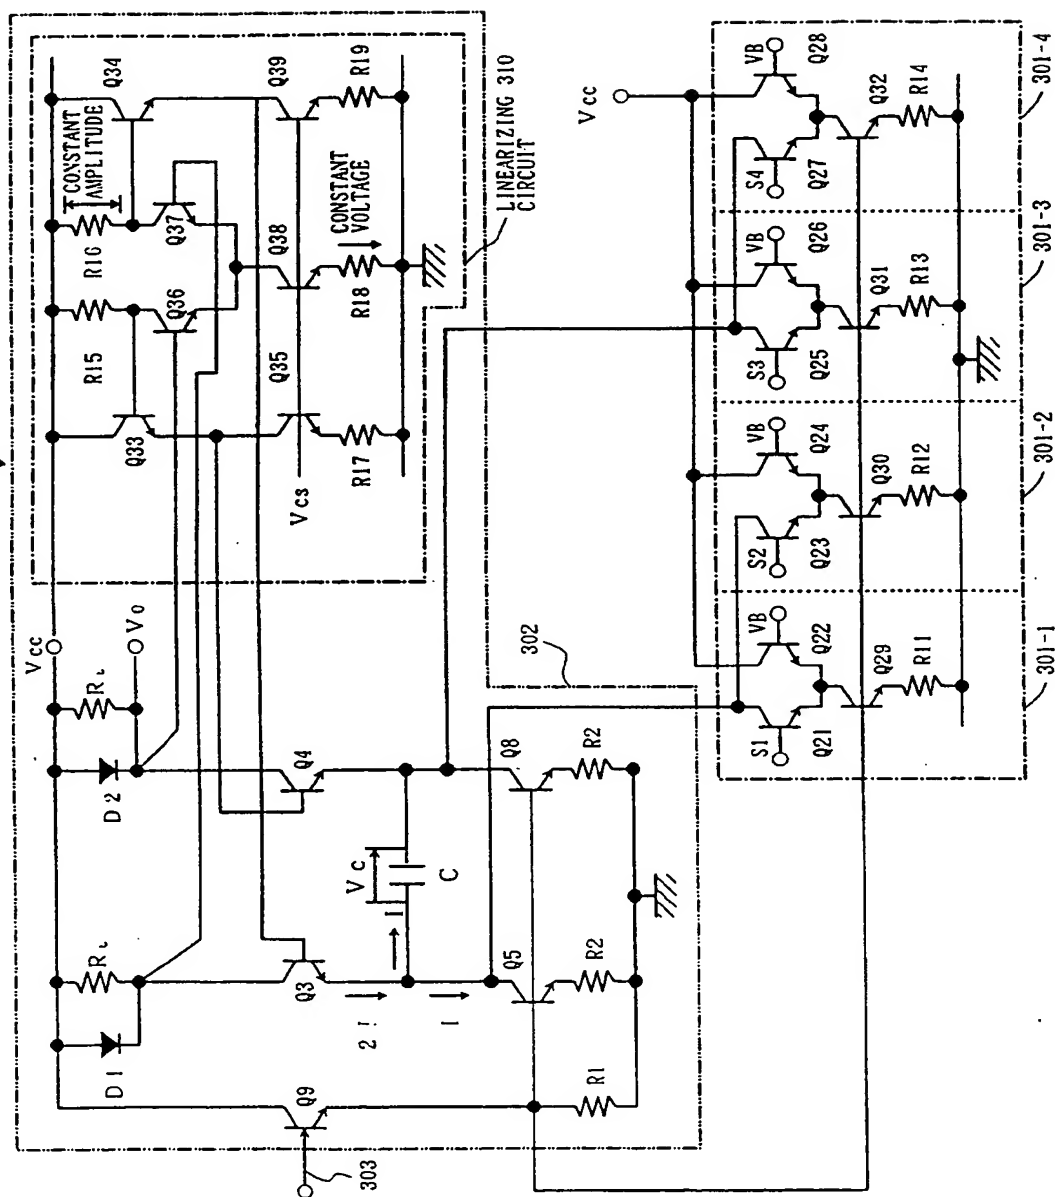 Q34
Q39
R19
CONSTANT
AMPLITUDE
R16
Q37
Q38
CONSTANT
VOLTAGE
R18
LINEARIZING 310
CIRCUIT
R15
Q36
Q35
Q33
R17
Vcs
Vcc
Vo
RL
D2
Q4
Q8
R2
302
Vc
C
I
RL
D1
Q3
2I
I
Q5
R2
Q9
R1
303
Vcc
VB
Q28
S4
Q27
Q32
R14
301-4
VB
Q26
S3
Q25
Q31
R13
301-3
VB
Q24
S2
Q23
Q30
R12
301-2
VB
Q22
S1
Q21
Q29
R11
301-1